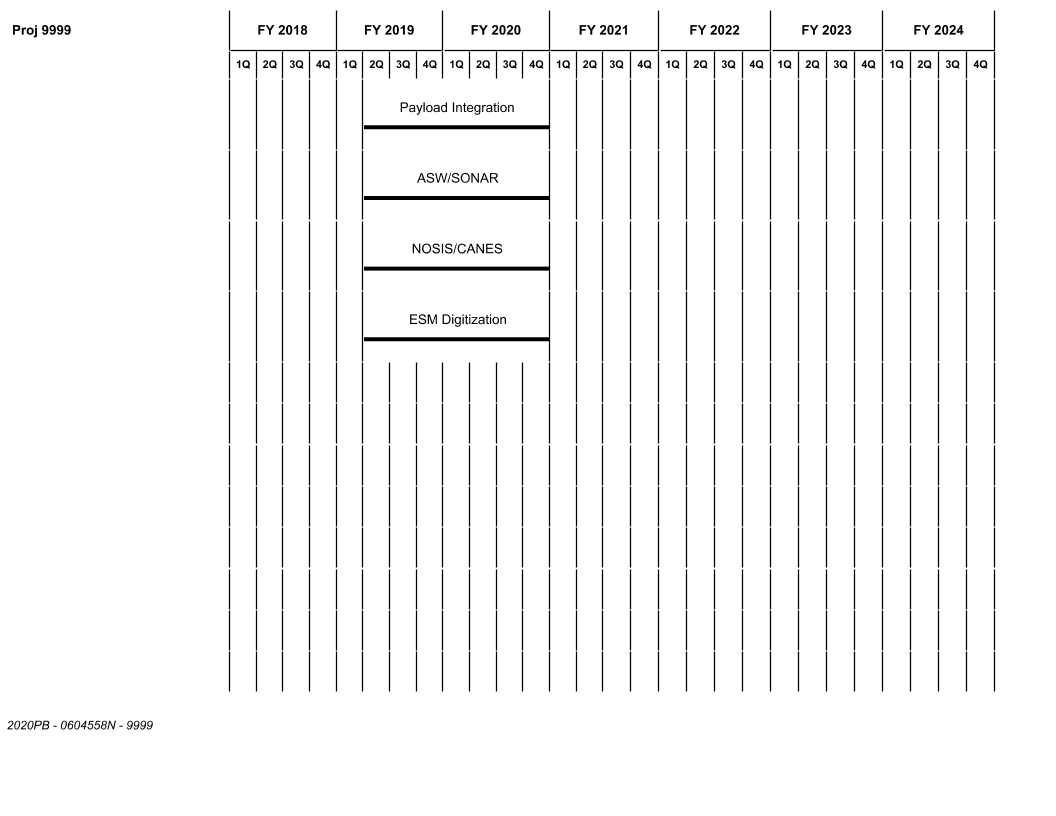 Proj 9999 FY 2018 FY 2019 FY 2020 FY 2021 FY 2022 FY 2023 FY 2024
1Q 2Q 3Q 4Q 1Q 2Q 3Q 4Q 1Q 2Q 3Q 4Q 1Q 2Q 3Q 4Q 1Q 2Q 3Q 4Q 1Q 2Q 3Q 4Q 1Q 2Q 3Q 4Q
Payload Integration
ASW/SONAR
NOSIS/CANES
ESM Digitization
2020PB - 0604558N - 9999